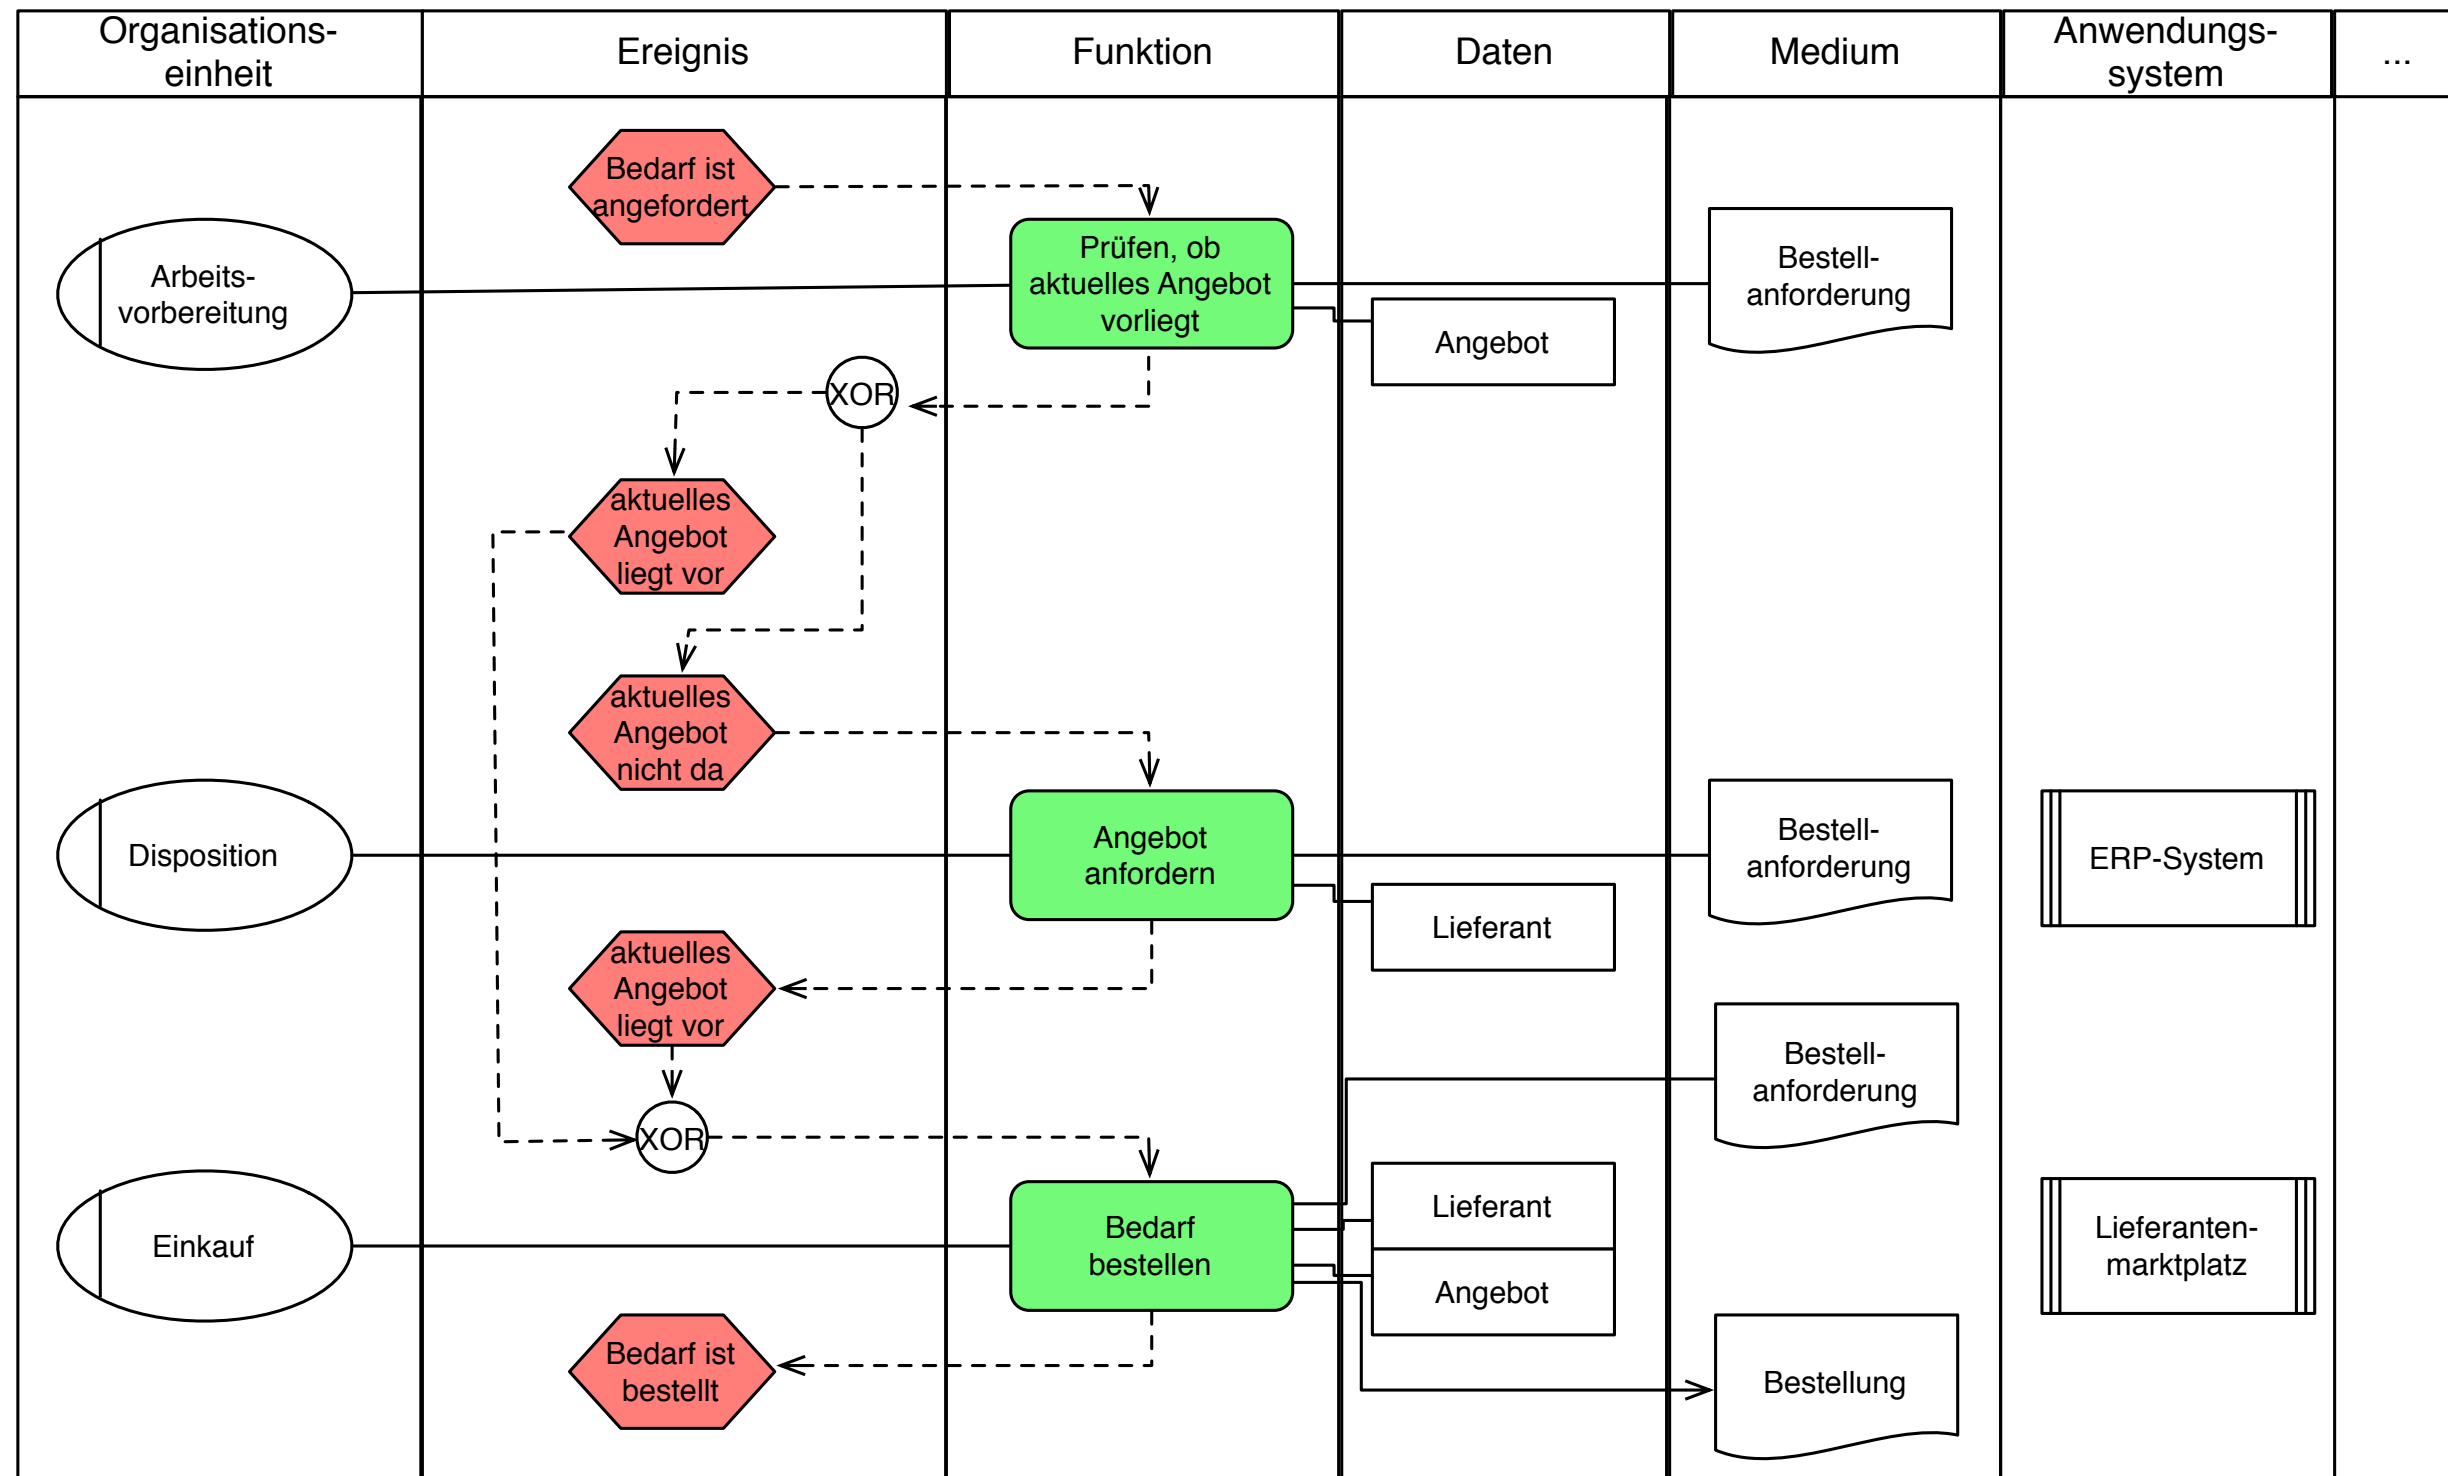 Organisations-
einheit
Ereignis
Funktion
Daten
Medium
Anwendungs-
system
...
Bedarf ist
angefordert
Arbeits-
vorbereitung
Prüfen, ob
aktuelles Angebot
vorliegt
Angebot
Bestell-
anforderung
XOR
aktuelles
Angebot
liegt vor
aktuelles
Angebot
nicht da
Disposition
Angebot
anfordern
Lieferant
Bestell-
anforderung
ERP-System
aktuelles
Angebot
liegt vor
Bestell-
anforderung
XOR
Einkauf
Bedarf
bestellen
Lieferant
Angebot
Lieferanten-
marktplatz
Bedarf ist
bestellt
Bestellung